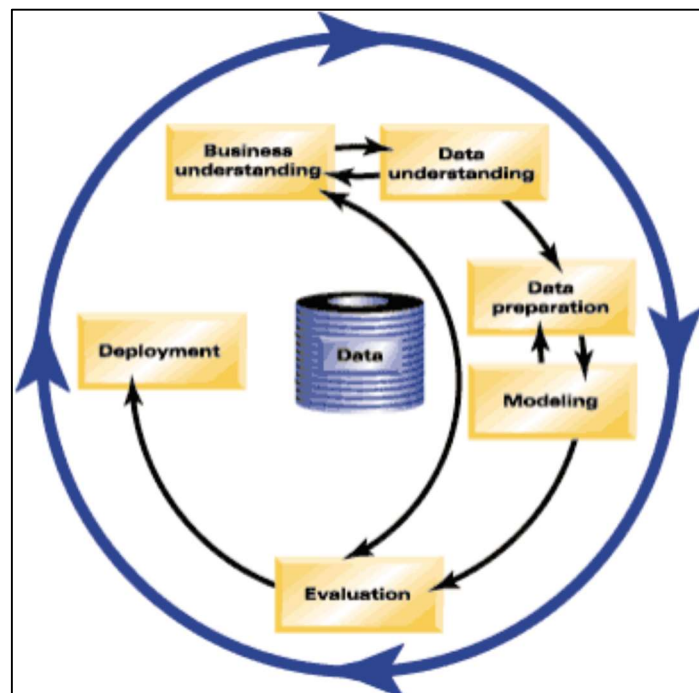 Business
understanding
Data
understanding
Data
preparation
Deployment
Data
Modeling
Evaluation